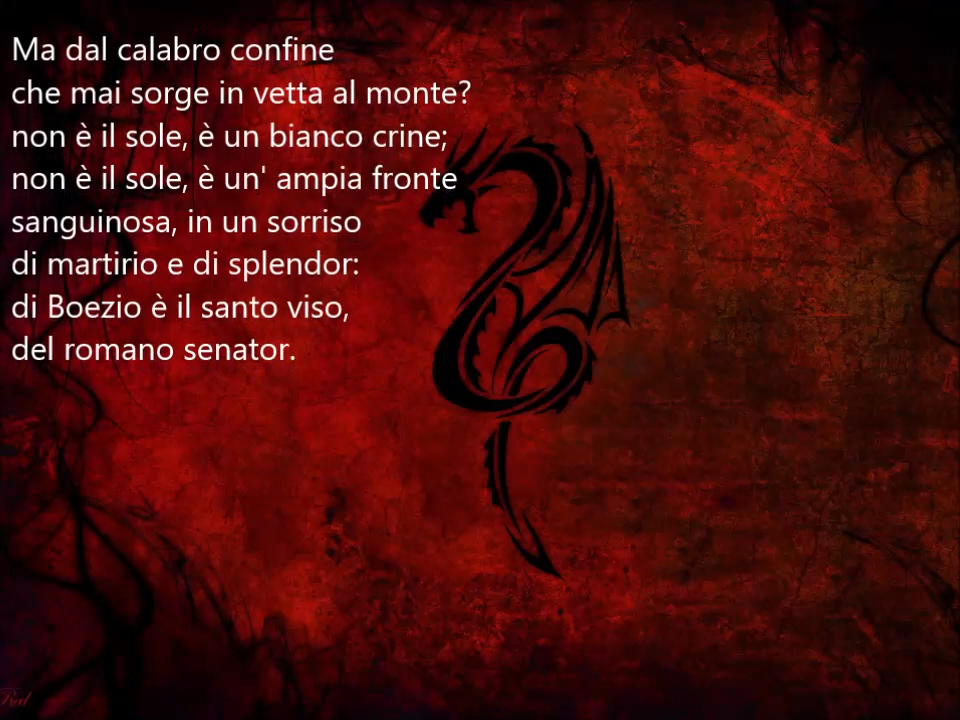 Ma dal calabro confine
che mai sorge in vetta al monte?
non è il sole, è un bianco crine;
non è il sole, è un' ampia fronte
sanguinosa, in un sorriso
di martirio e di splendor:
di Boezio è il santo viso,
del romano senator.